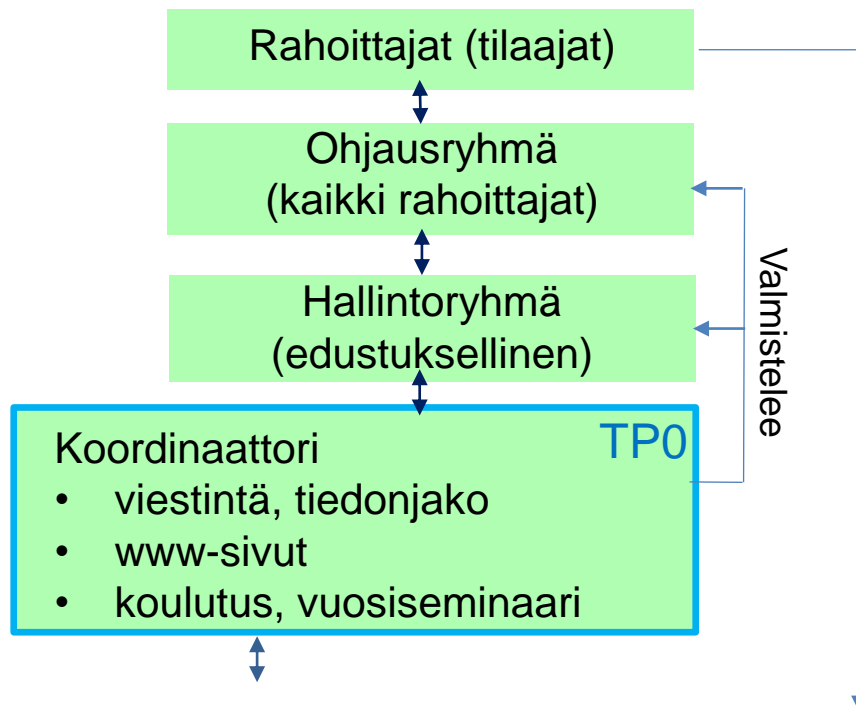 Rahoittajat (tilaajat)
Ohjausryhmä
(kaikki rahoittajat)
Hallintoryhmä
(edustuksellinen)
Valmistelee
TP0
Koordinaattori
• viestintä, tiedonjako
• www-sivut
• koulutus, vuosiseminaari